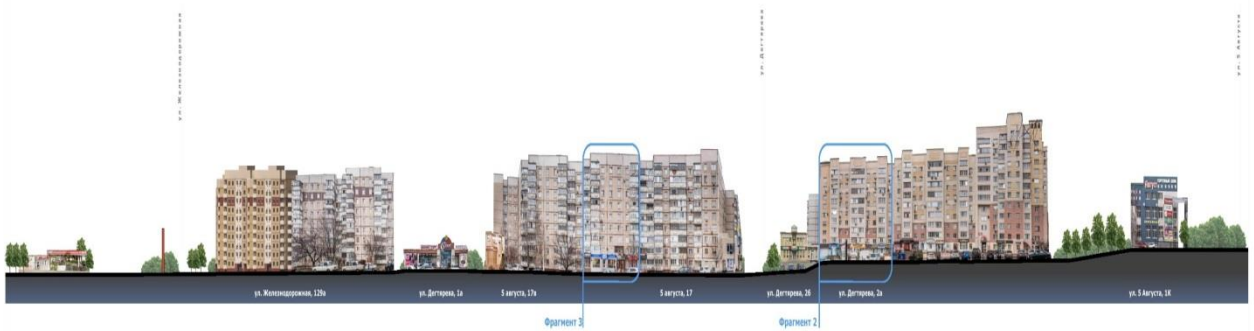 ул. Железнодорожная, 129а
ул. Дегтярева, 1а
5 августа, 17в
5 августа, 17
ул. Дегтярева, 2б
ул. Дегтярева, 2а
ул. 5 Августа, 1К
Фрагмент 3
Фрагмент 2